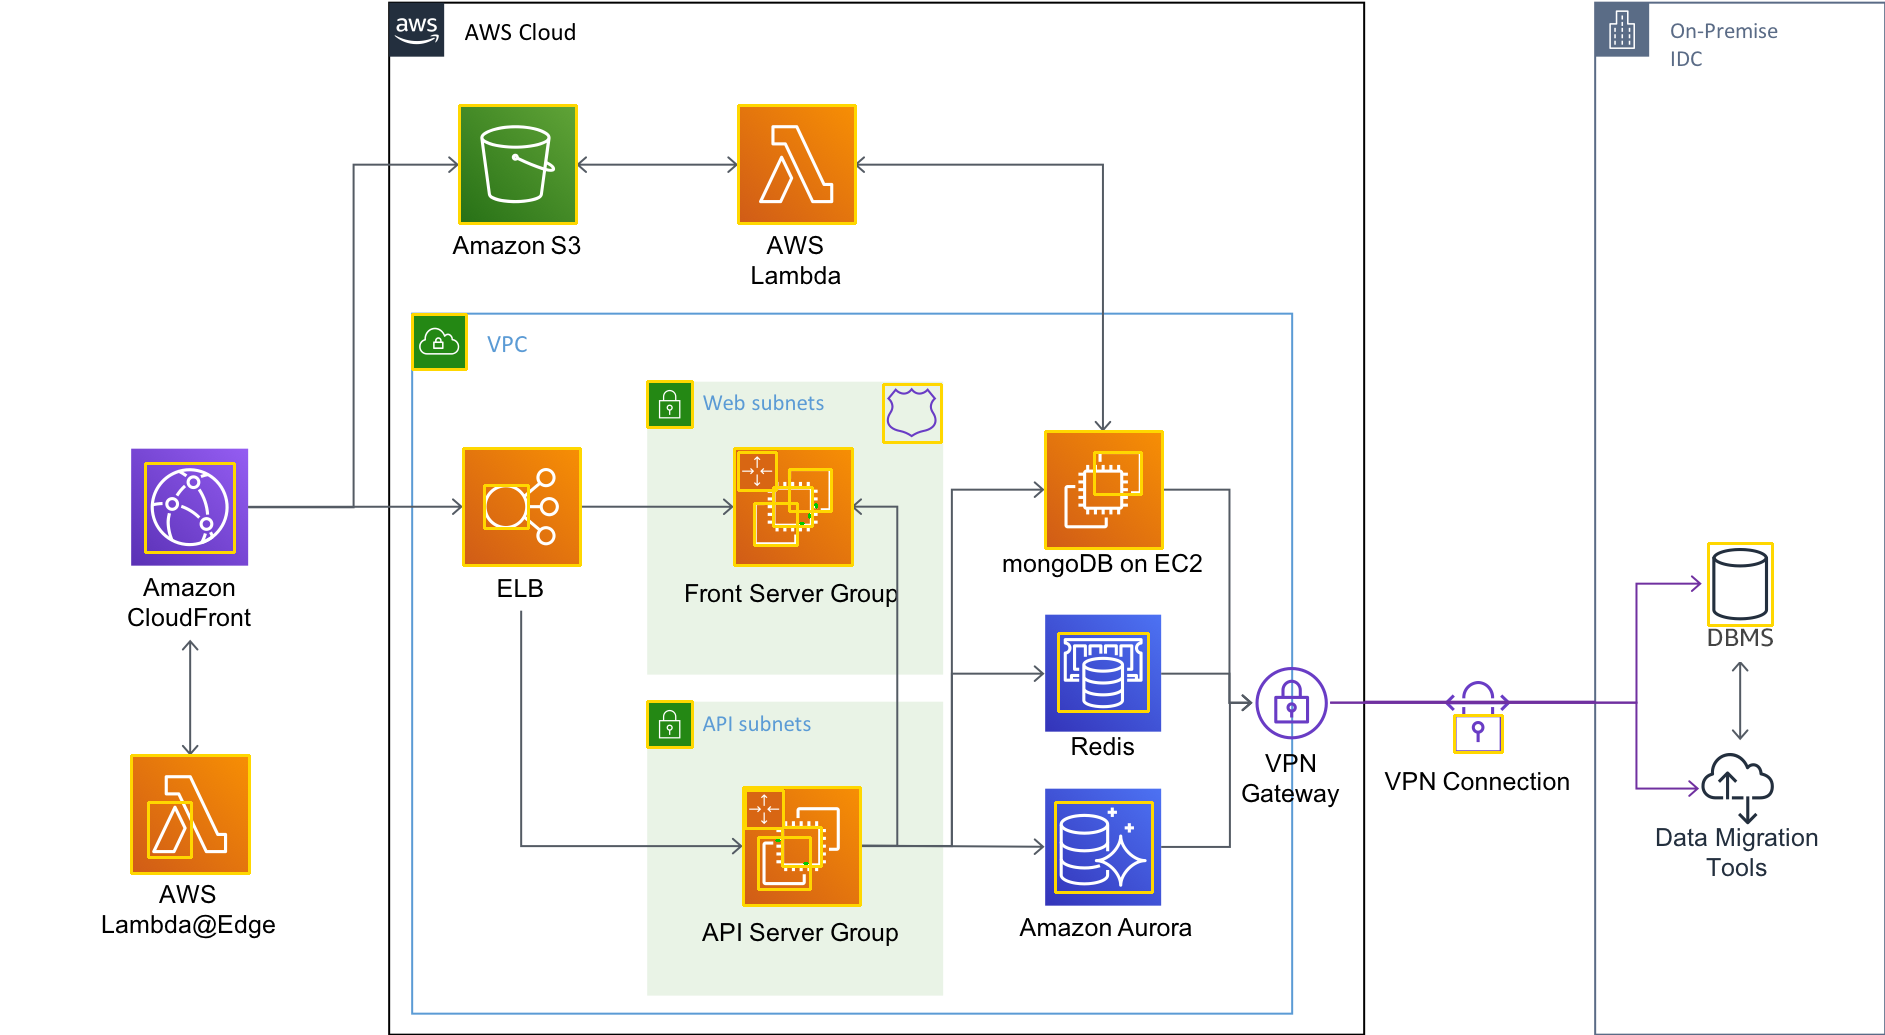 aws
AWS Cloud
On-Premise
IDC
Amazon S3
AWS
Lambda
VPC
Web subnets
Amazon
CloudFront
ELB
Front Server Group
mongoDB on EC2
DBMS
API subnets
Redis
VPN
Gateway
VPN Connection
Data Migration
Tools
AWS
Lambda@Edge
API Server Group
Amazon Aurora